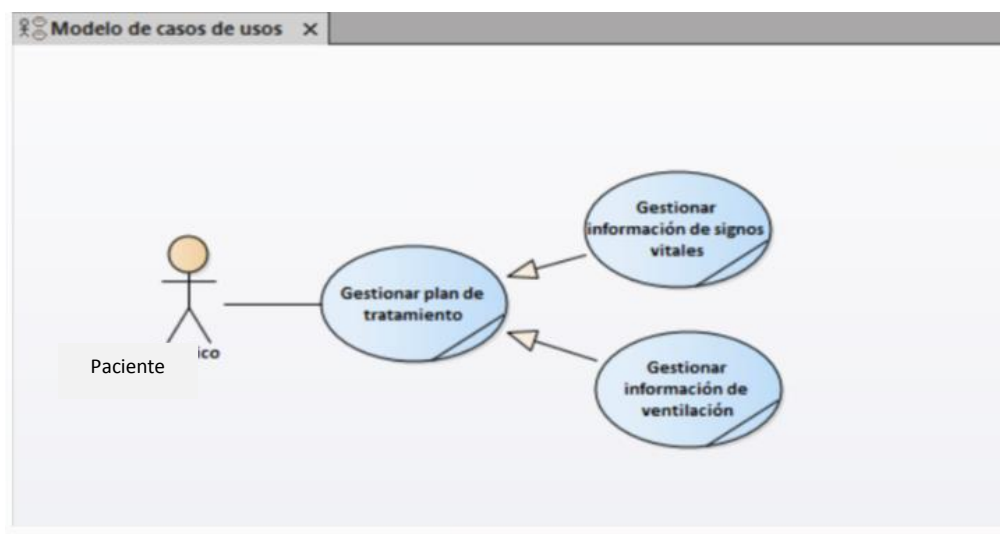 Modelo de casos de usos
Gestionar
información de signos
vitales
Gestionar plan de
tratamiento
Paciente
ico
Gestionar
información de
ventilación